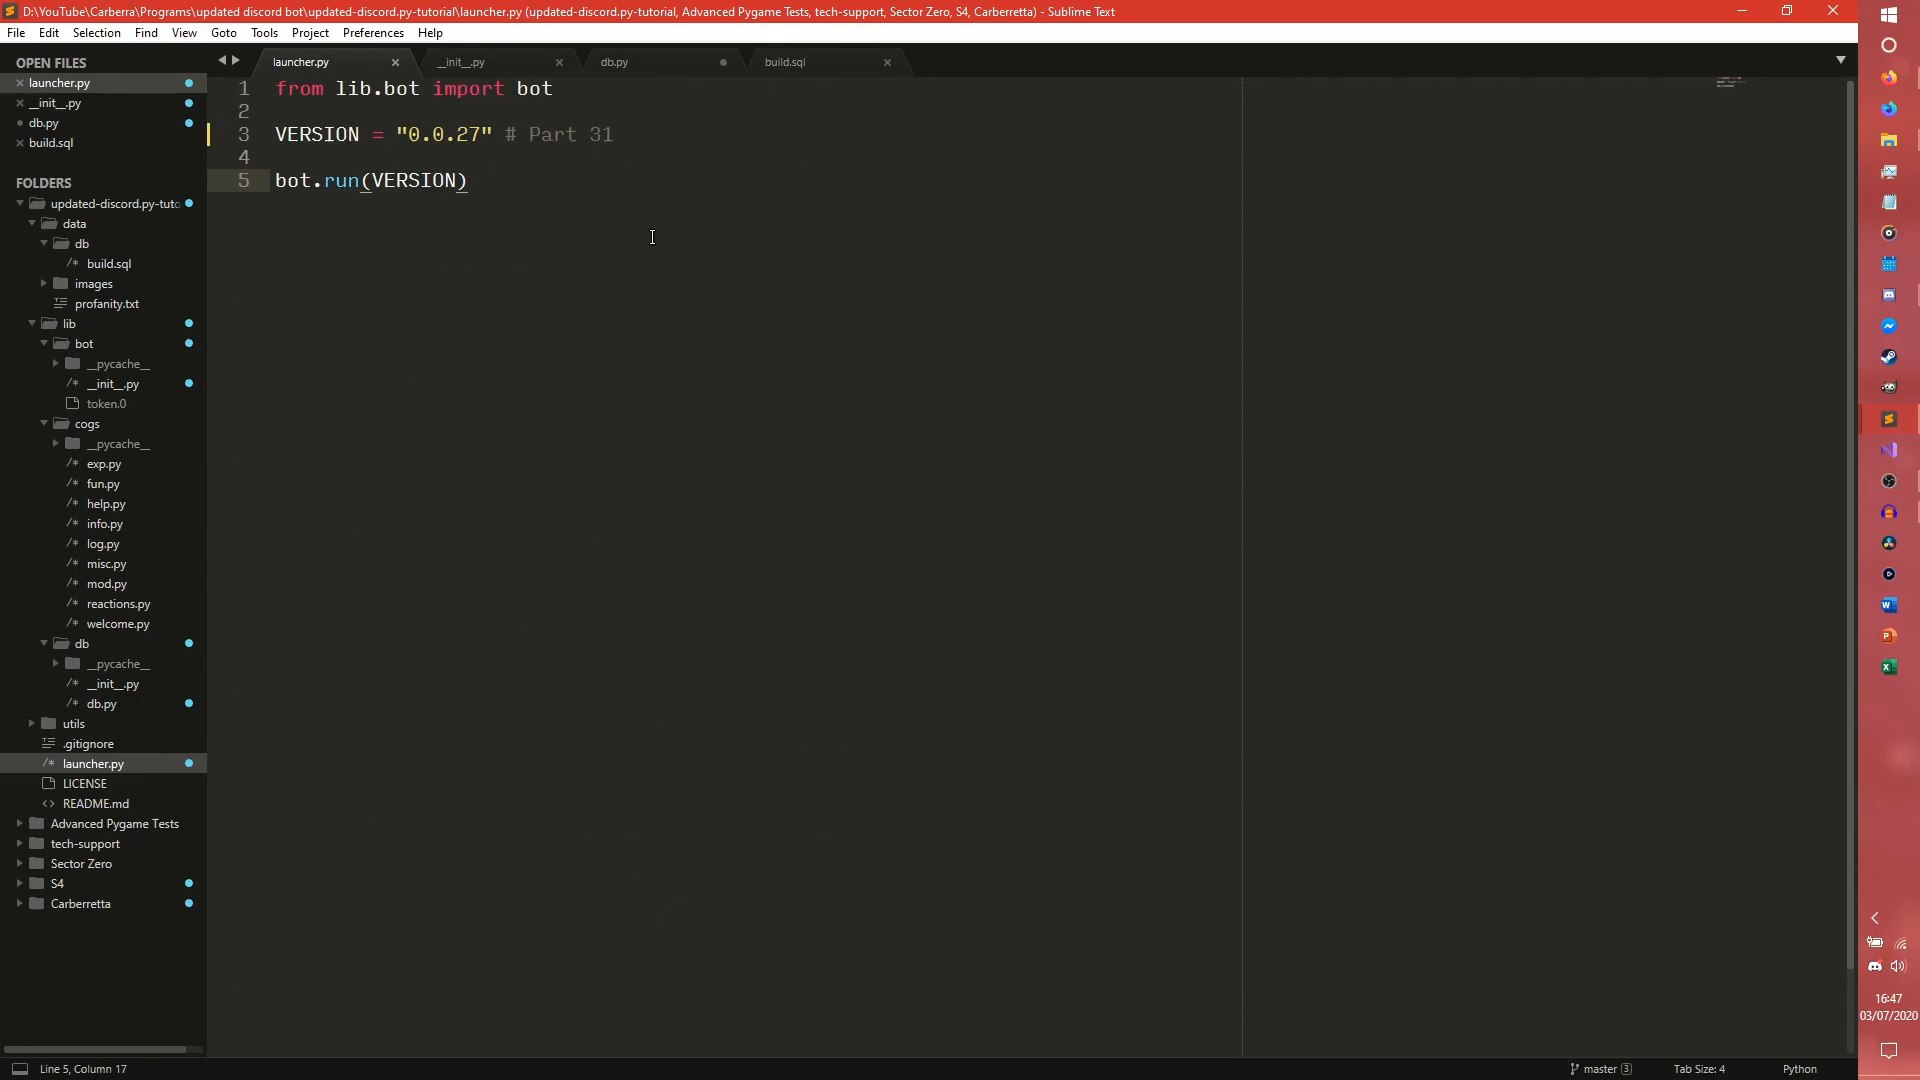 D:\YouTube\Carberra\Programs\updated discord bot\updated-discord.py-tutorial\launcher.py (updated-discord.py-tutorial, Advanced Pygame Tests, tech-support, Sector Zero, S4, Carberretta) - Sublime Text
File Edit Selection Find View Goto Tools Project Preferences Help
OPEN FILES
launcher.py
__init__.py
db.py
build.sql
FOLDERS
updated-discord.py-tuto
data
db
build.sql
images
profanity.txt
lib
bot
__pycache__
__init__.py
token.0
cogs
__pycache__
exp.py
fun.py
help.py
info.py
log.py
misc.py
mod.py
reactions.py
welcome.py
db
__pycache__
__init__.py
db.py
utils
.gitignore
launcher.py
LICENSE
README.md
Advanced Pygame Tests
tech-support
Sector Zero
S4
Carberretta
launcher.py __init__.py db.py build.sql
1 from lib.bot import bot
2
3 VERSION = "0.0.27" # Part 31
4
5 bot.run(VERSION)
16:47
03/07/2020
Line 5, Column 17 master 3 Tab Size: 4 Python